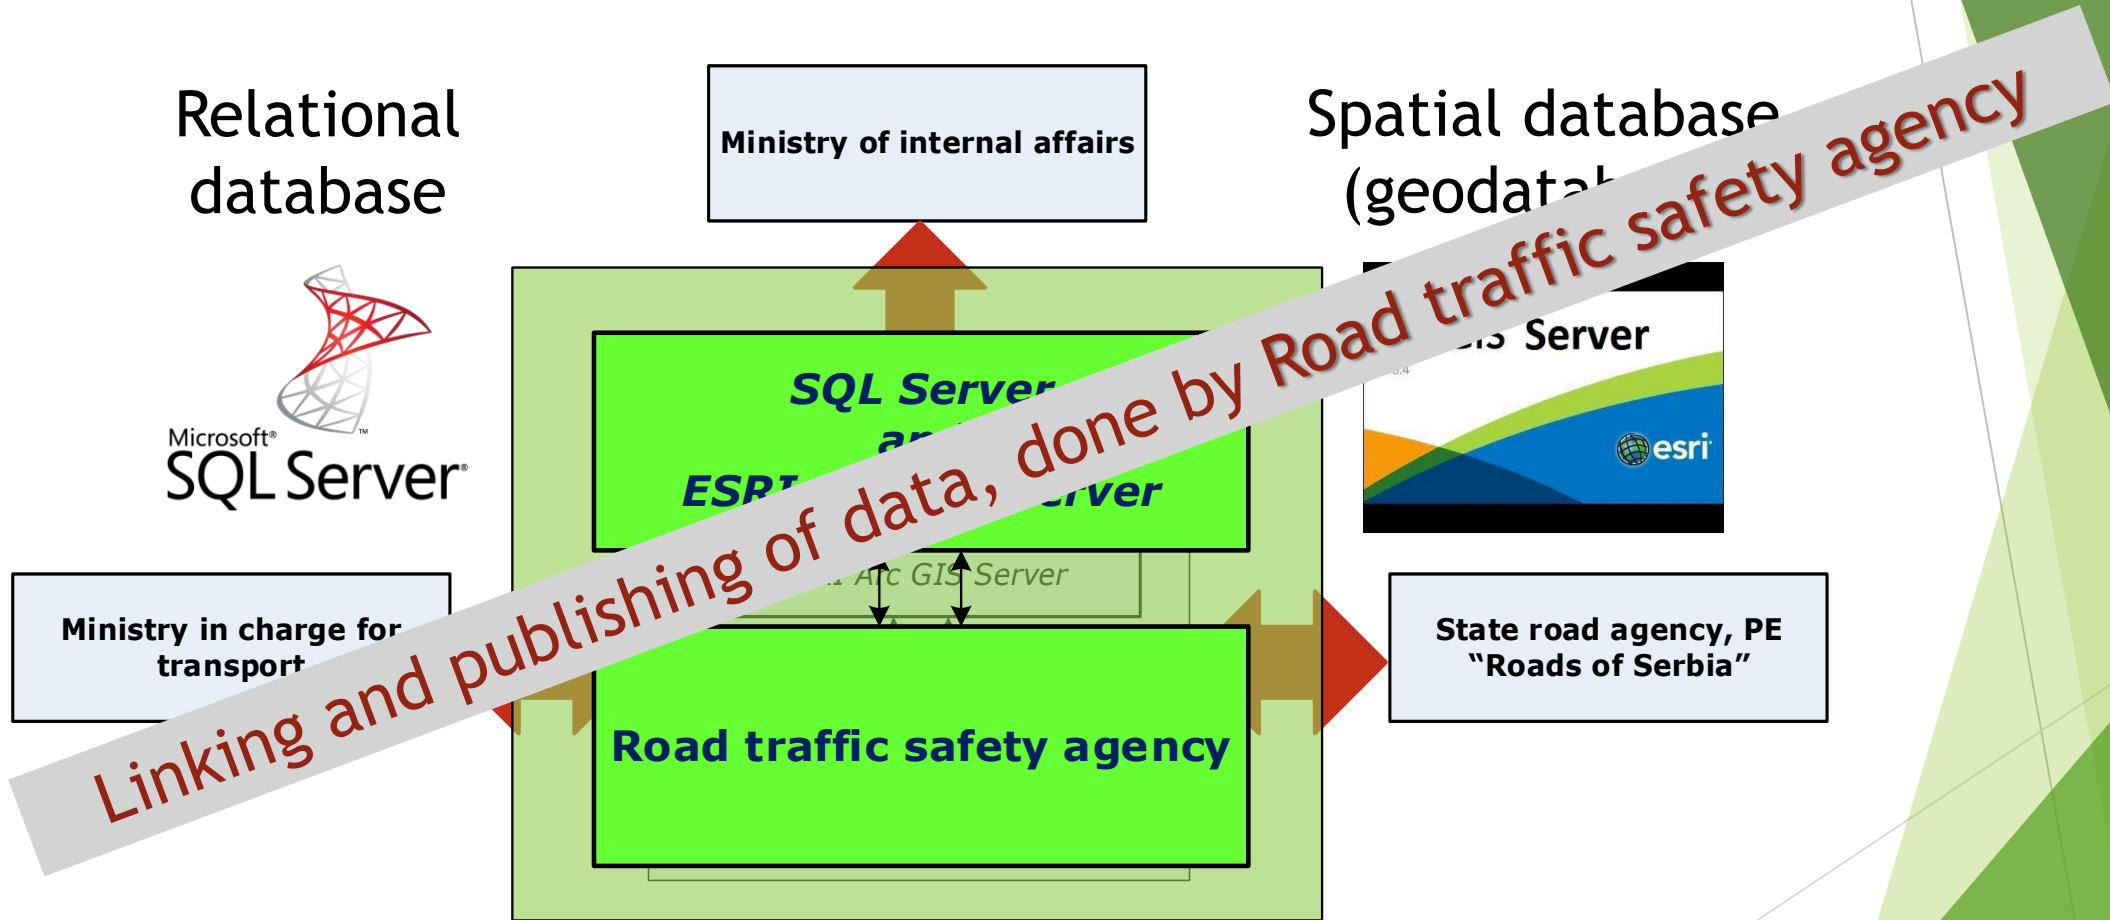 Relational
database
Ministry of internal affairs
Spatial database
Microsoft®
SQL Server®
™
SQL Server
ESRI
Server
esri
Arc GIS Server
Ministry in charge for
transport
State road agency, PE
“Roads of Serbia”
Road traffic safety agency
Linking and publishing of data, done by Road traffic safety agency